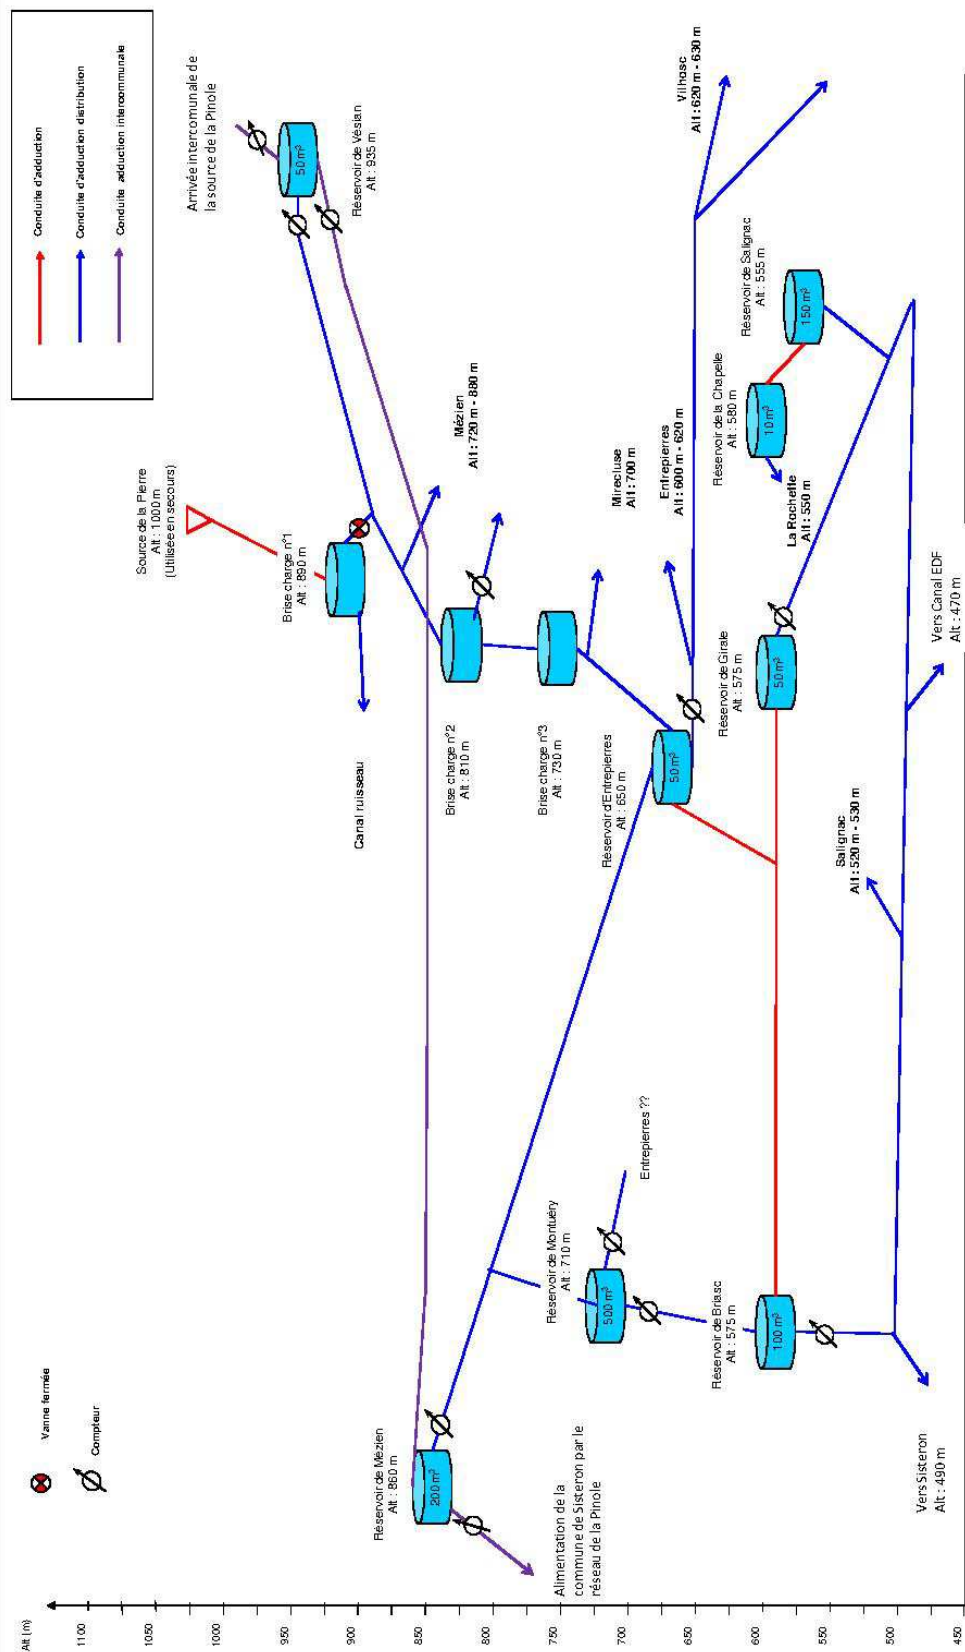 Conduite d'adduction
Conduite d'adduction distribution
Conduite adduction intercommunale
Arrivée intercommunale de
la source de la Pinole
50 m³
Réservoir de Vésian
Alt : 935 m
Source de la Pierre
Alt : 1000 m
(Utilisée en secours)
Brise charge n°1
Alt : 890 m
Canal ruisseau
Mézien
Alt : 720 m - 880 m
Brise charge n°2
Alt : 810 m
Brise charge n°3
Alt : 730 m
Mirecluse
Alt : 700 m
Entrepierres
Alt : 600 m - 620 m
Vilhosc
Alt : 620 m - 630 m
Réservoir d'Entrepierres
Alt : 650 m
50 m³
Réservoir de Girale
Alt : 575 m
50 m³
Réservoir de la Chapelle
Alt : 580 m
10 m³
La Rochelle
Alt : 550 m
Réservoir de Salignac
Alt : 555 m
150 m³
Vers Canal EDF
Alt : 470 m
Salignac
Alt : 520 m - 530 m
Entrepierres ??
Réservoir de Montuéry
Alt : 710 m
500 m³
Réservoir de Briasc
Alt : 575 m
100 m³
Vers Sisteron
Alt : 490 m
Réservoir de Mézien
Alt : 860 m
200 m³
Alimentation de la
commune de Sisteron par le
réseau de la Pinole
Vanne fermée
Compteur
Alt (m)
1100
1050
1000
950
900
850
800
750
700
650
600
550
500
450